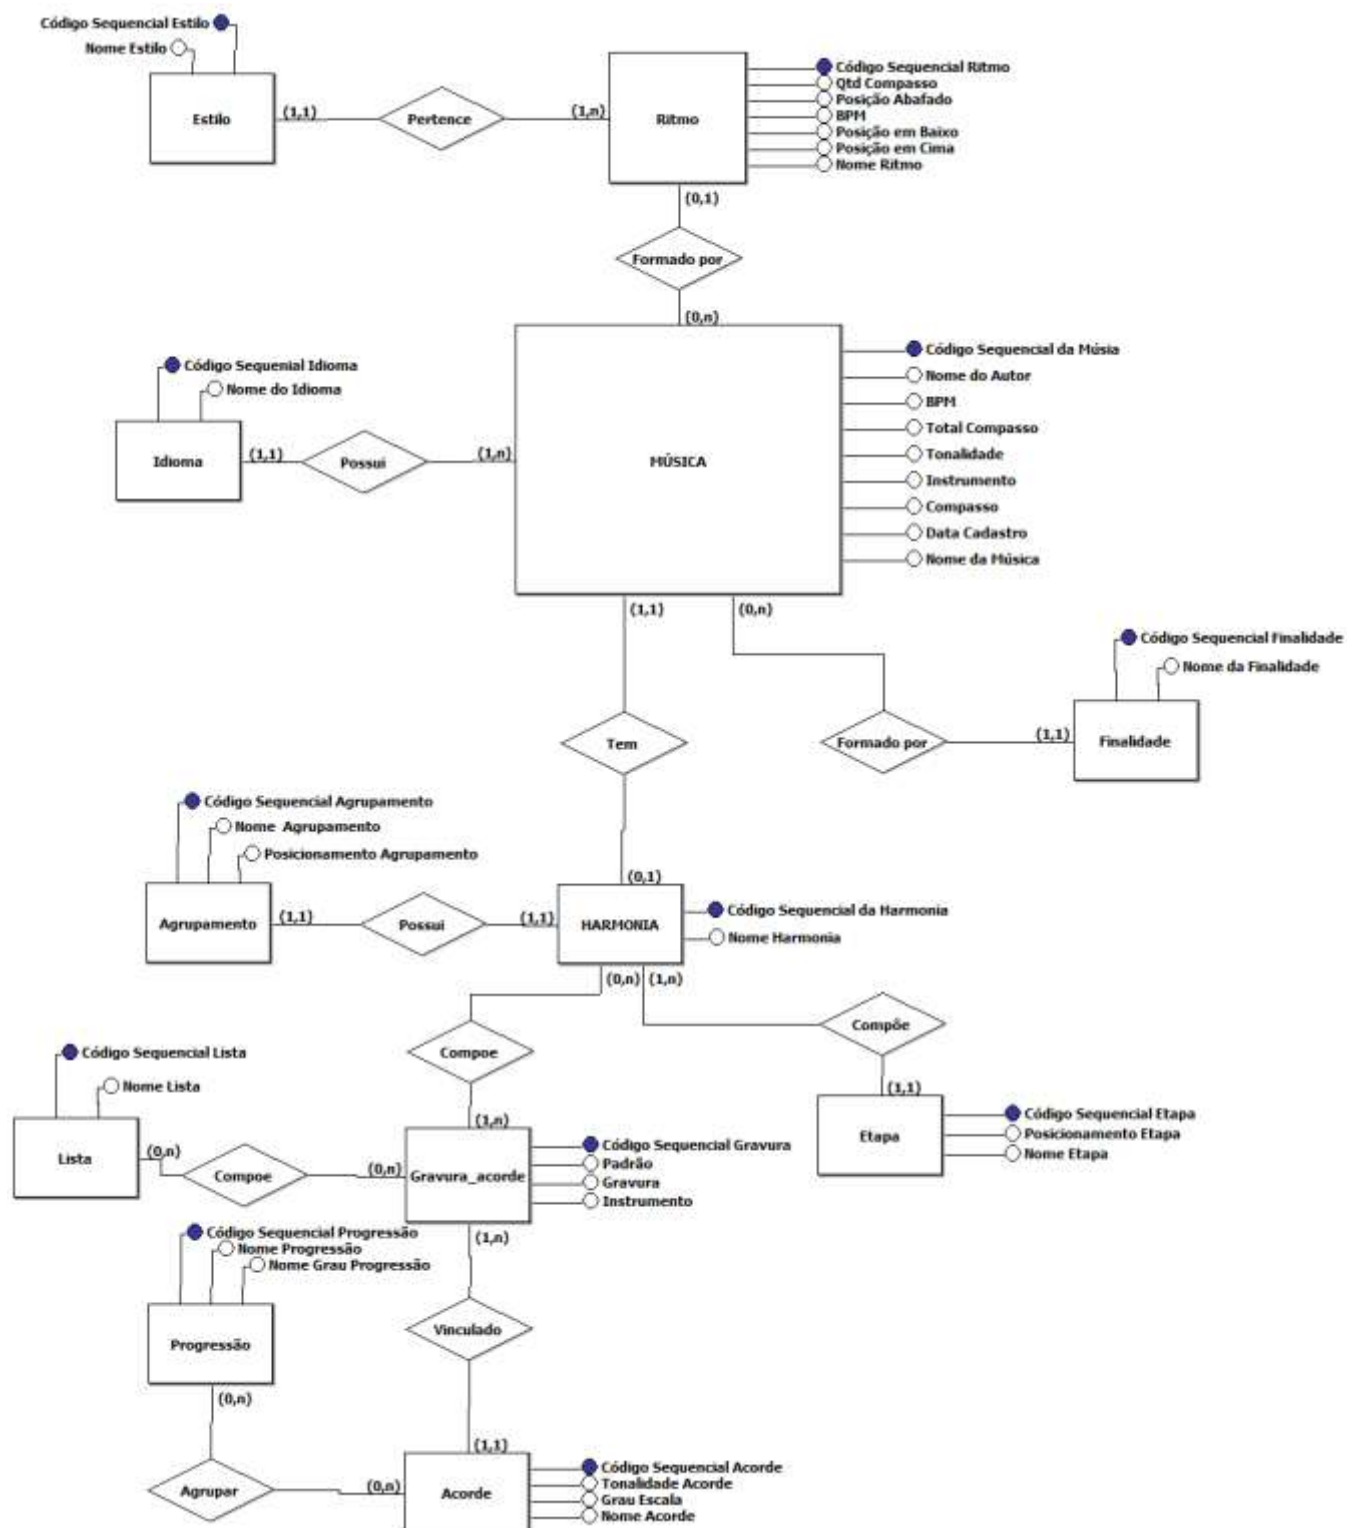 Código Sequencial Estilo
Nome Estilo
Estilo
(1,1)
Pertence
(1,n)
Ritmo
Código Sequencial Ritmo
Qtd Compasso
Posição Abafado
BPM
Posição em Baixo
Posição em Cima
Nome Ritmo
(0,1)
Formado por
(0,n)
Código Sequenial Idioma
Nome do Idioma
Idioma
(1,1)
Possui
(1,n)
MÚSICA
Código Sequencial da Músia
Nome do Autor
BPM
Total Compasso
Tonalidade
Instrumento
Compasso
Data Cadastro
Nome da Música
(1,1)
(0,n)
Código Sequencial Finalidade
Nome da Finalidade
Tem
Formado por
(1,1)
Finalidade
Código Sequencial Agrupamento
Nome Agrupamento
Posicionamento Agrupamento
(0,1)
Agrupamento
(1,1)
Possui
(1,1)
HARMONIA
Código Sequencial da Harmonia
Nome Harmonia
(0,n)
(1,n)
Compoe
Compõe
(1,1)
Código Sequencial Lista
Nome Lista
Lista
(0,n)
Compoe
(0,n)
(1,n)
Gravura_acorde
Código Sequencial Gravura
Padrão
Gravura
Instrumento
Etapa
Código Sequencial Etapa
Posicionamento Etapa
Nome Etapa
(1,n)
Código Sequencial Progressão
Nome Progressão
Nome Grau Progressão
Progressão
Vinculado
(0,n)
(1,1)
Agrupar
(0,n)
Acorde
Código Sequencial Acorde
Tonalidade Acorde
Grau Escala
Nome Acorde